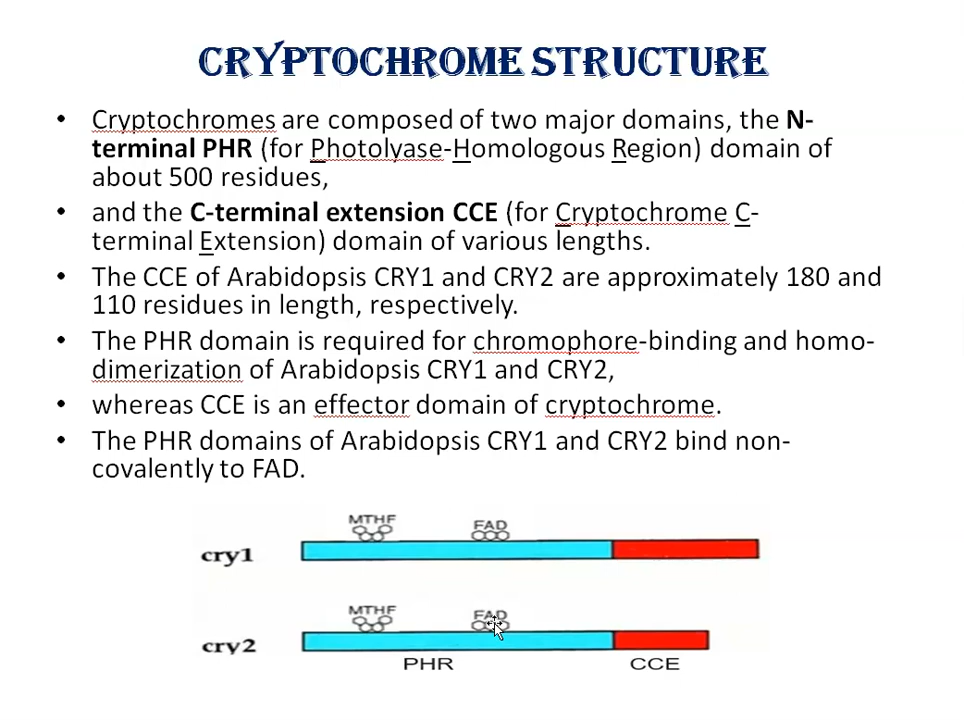 CRYPTOCHROME STRUCTURE
• Cryptochromes are composed of two major domains, the N-
terminal PHR (for Photolyase-Homologous Region) domain of
about 500 residues,
• and the C-terminal extension CCE (for Cryptochrome C-
terminal Extension) domain of various lengths.
• The CCE of Arabidopsis CRY1 and CRY2 are approximately 180 and
110 residues in length, respectively.
• The PHR domain is required for chromophore-binding and homo-
dimerization of Arabidopsis CRY1 and CRY2,
• whereas CCE is an effector domain of cryptochrome.
• The PHR domains of Arabidopsis CRY1 and CRY2 bind non-
covalently to FAD.
MTHF FAD
cry1
MTHF FAD
cry2
PHR CCE